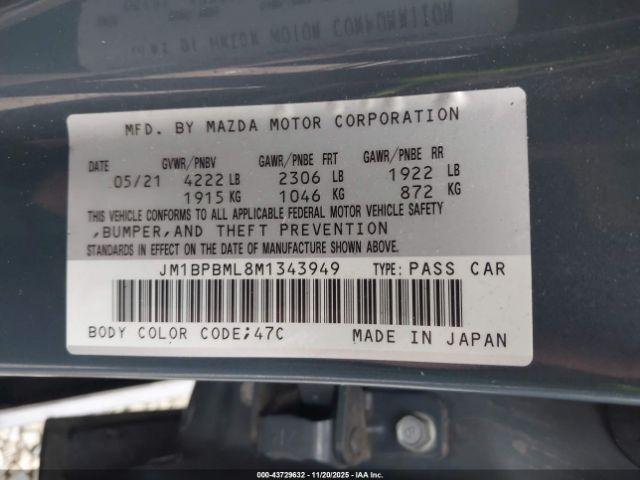 MFD. BY MAZDA MOTOR CORPORATION
DATE GVWR/PNBV GAWR/PNBE FRT GAWR/PNBE RR
05/21 4222 LB 2306 LB 1922 LB
1915 KG 1046 KG 872 KG
THIS VEHICLE CONFORMS TO ALL APPLICABLE FEDERAL MOTOR VEHICLE SAFETY
,BUMPER,AND THEFT PREVENTION
STANDARDS IN EFFECT ON THE DATE OF MANUFACTURE SHOWN ABOVE.
JM1BPBML8M1343949 TYPE: PASS CAR
BODY COLOR CODE;47C MADE IN JAPAN
000-43729632 - 11/20/2025 - IAA Inc.